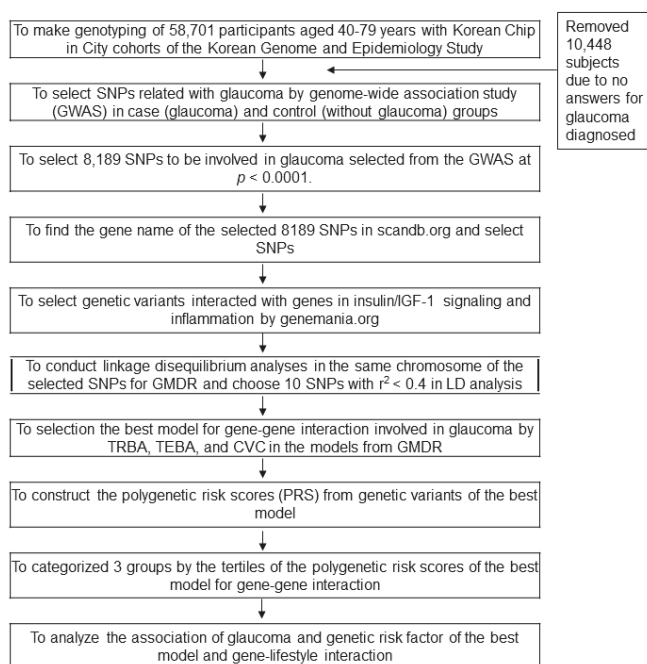 To make genotyping of 58,701 participants aged 40-79 years with Korean Chip
in City cohorts of the Korean Genome and Epidemiology Study
Removed
10,448
subjects
due to no
answers for
glaucoma
diagnosed
To select SNPs related with glaucoma by genome-wide association study
(GWAS) in case (glaucoma) and control (without glaucoma) groups
To select 8,189 SNPs to be involved in glaucoma selected from the GWAS at
p < 0.0001.
To find the gene name of the selected 8189 SNPs in scandb.org and select
SNPs
To select genetic variants interacted with genes in insulin/IGF-1 signaling and
inflammation by genemania.org
To conduct linkage disequilibrium analyses in the same chromosome of the
selected SNPs for GMDR and choose 10 SNPs with r² < 0.4 in LD analysis
To selection the best model for gene-gene interaction involved in glaucoma by
TRBA, TEBA, and CVC in the models from GMDR
To construct the polygenetic risk scores (PRS) from genetic variants of the best
model
To categorized 3 groups by the tertiles of the polygenetic risk scores of the best
model for gene-gene interaction
To analyze the association of glaucoma and genetic risk factor of the best
model and gene-lifestyle interaction